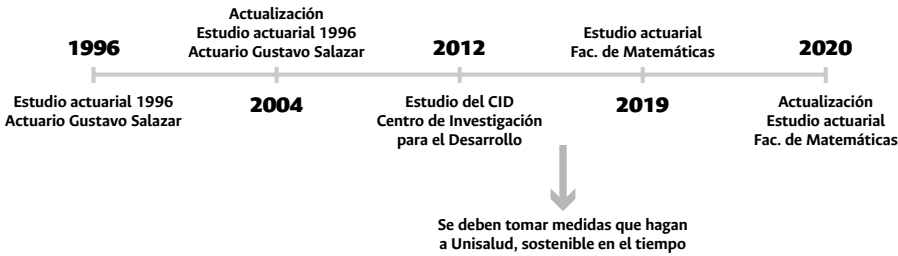 1996
Estudio actuarial 1996
Actuario Gustavo Salazar
Actualización
Estudio actuarial 1996
Actuario Gustavo Salazar
2004
2012
Estudio del CID
Centro de Investigación
para el Desarrollo
Estudio actuarial
Fac. de Matemáticas
2019
2020
Actualización
Estudio actuarial
Fac. de Matemáticas
Se deben tomar medidas que hagan
a Unisalud, sostenible en el tiempo